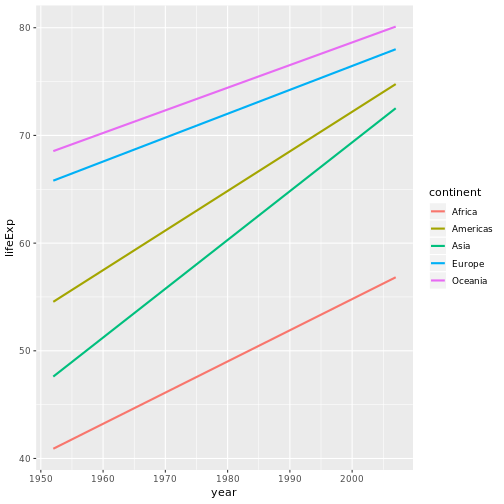 80
70
60
50
40
lifeExp
1950 1960 1970 1980 1990 2000
year
continent
Africa
Americas
Asia
Europe
Oceania